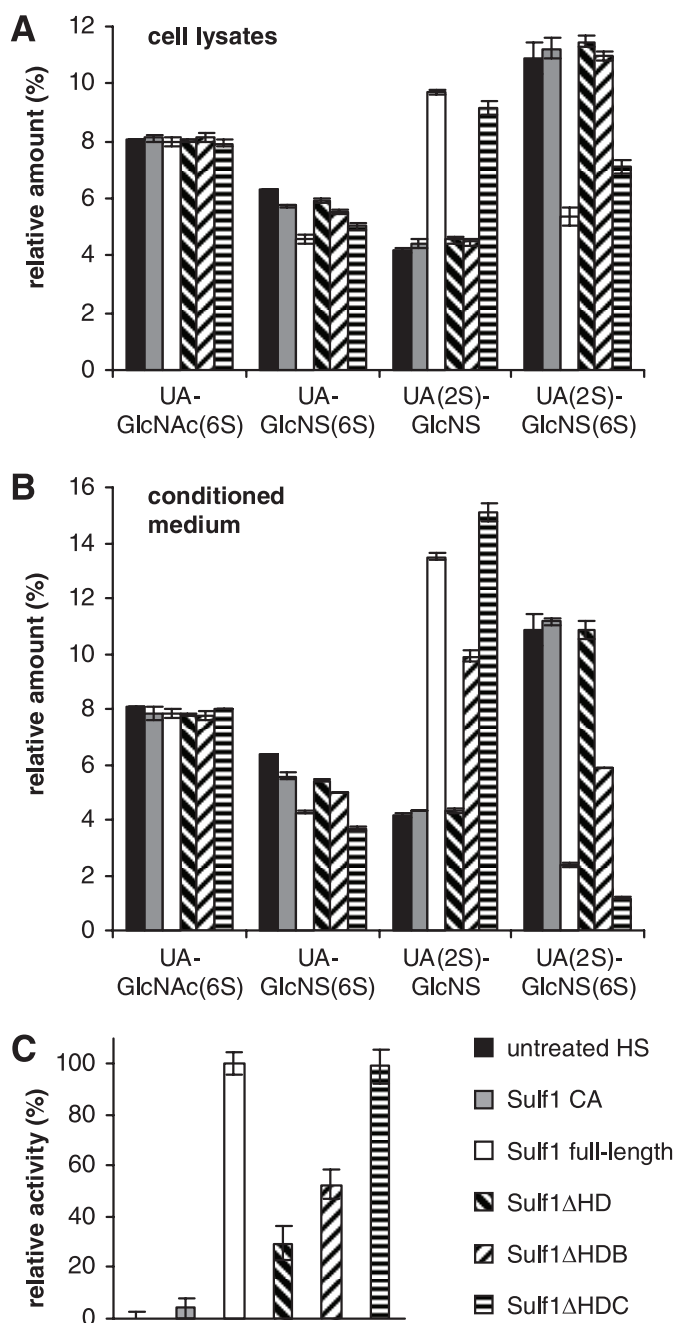 A
cell lysates
relative amount (%)
12
10
8
6
4
2
0
UA-
GlcNAc(6S)
UA-
GlcNS(6S)
UA(2S)-
GlcNS
UA(2S)-
GlcNS(6S)
B
conditioned
medium
relative amount (%)
16
14
12
10
8
6
4
2
0
UA-
GlcNAc(6S)
UA-
GlcNS(6S)
UA(2S)-
GlcNS
UA(2S)-
GlcNS(6S)
C
relative activity (%)
100
80
60
40
20
0
untreated HS
Sulf1 CA
Sulf1 full-length
Sulf1ΔHD
Sulf1ΔHDB
Sulf1ΔHDC